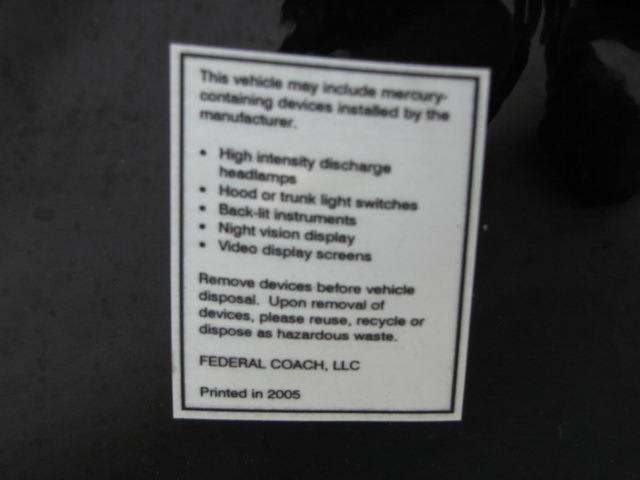 This vehicle may include mercury-
containing devices installed by the
manufacturer.
• High intensity discharge
headlamps
• Hood or trunk light switches
• Back-lit instruments
• Night vision display
• Video display screens
Remove devices before vehicle
disposal. Upon removal of
devices, please reuse, recycle or
dispose as hazardous waste.
FEDERAL COACH, LLC
Printed in 2005